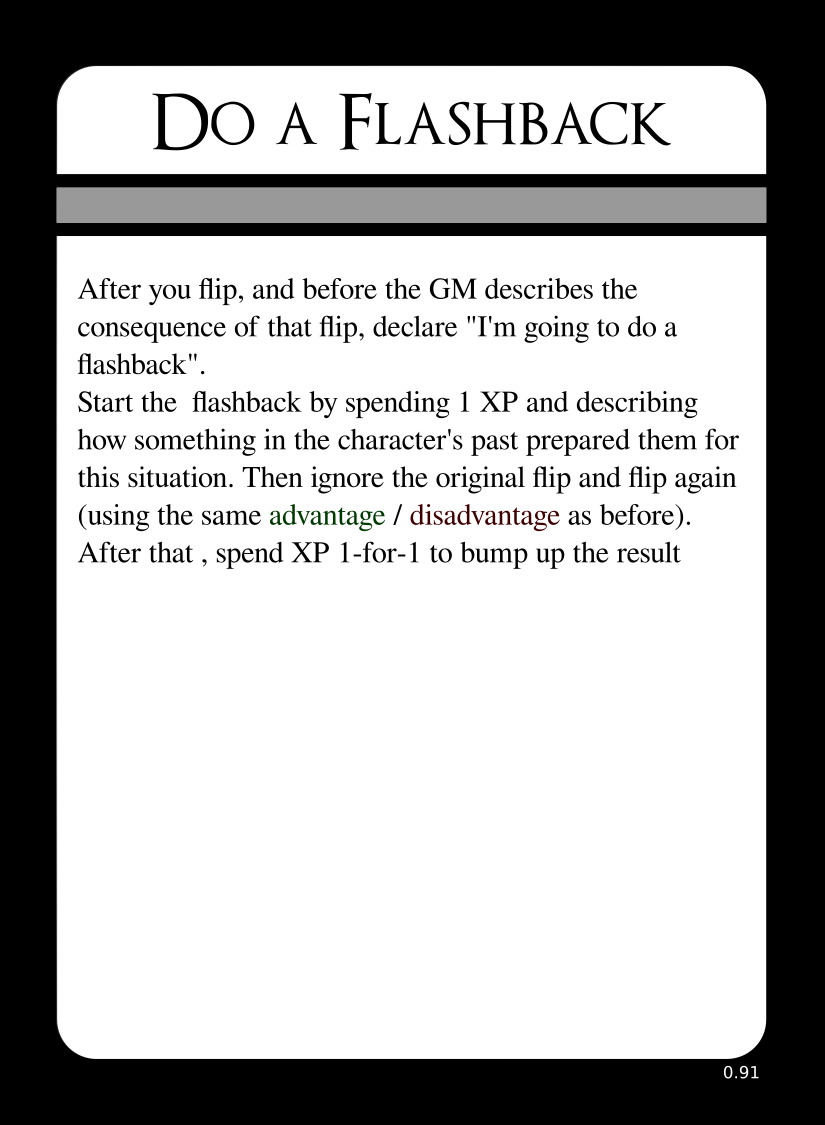 Do a Flashback
After you flip, and before the GM describes the
consequence of that flip, declare "I'm going to do a
flashback".
Start the  flashback by spending 1 XP and describing
how something in the character's past prepared them for
this situation. Then ignore the original flip and flip again
(using the same advantage / disadvantage as before).
After that , spend XP 1-for-1 to bump up the result
0.91